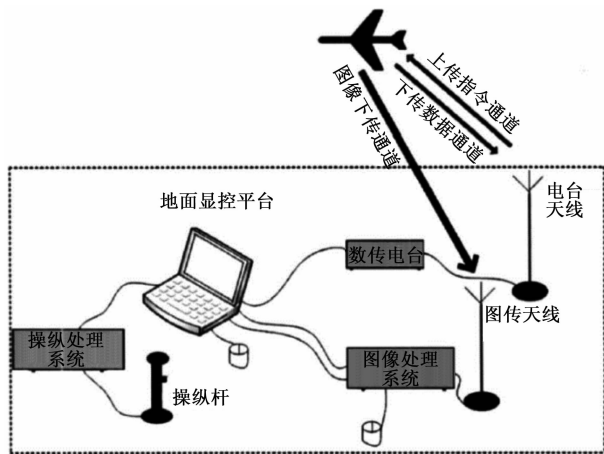 上传指令通道
下传数据通道
图像下传通道
地面显控平台
电台
天线
数传电台
图传天线
操纵处理
系统
图像处理
系统
操纵杆